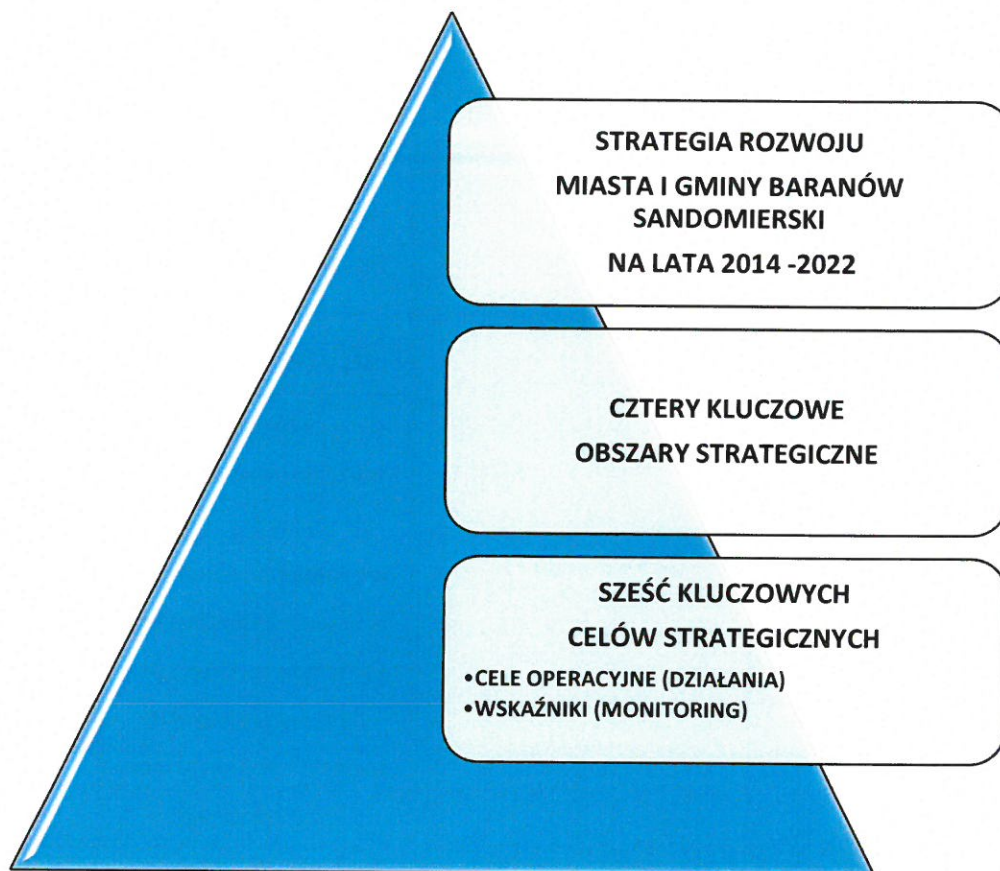 STRATEGIA ROZWOJU
MIASTA I GMINY BARANÓW
SANDOMIERSKI
NA LATA 2014 -2022
CZTERY KLUCZOWE
OBSZARY STRATEGICZNE
SZEŚĆ KLUCZOWYCH
CELÓW STRATEGICZNYCH
•CELE OPERACYJNE (DZIAŁANIA)
•WSKAŹNIKI (MONITORING)